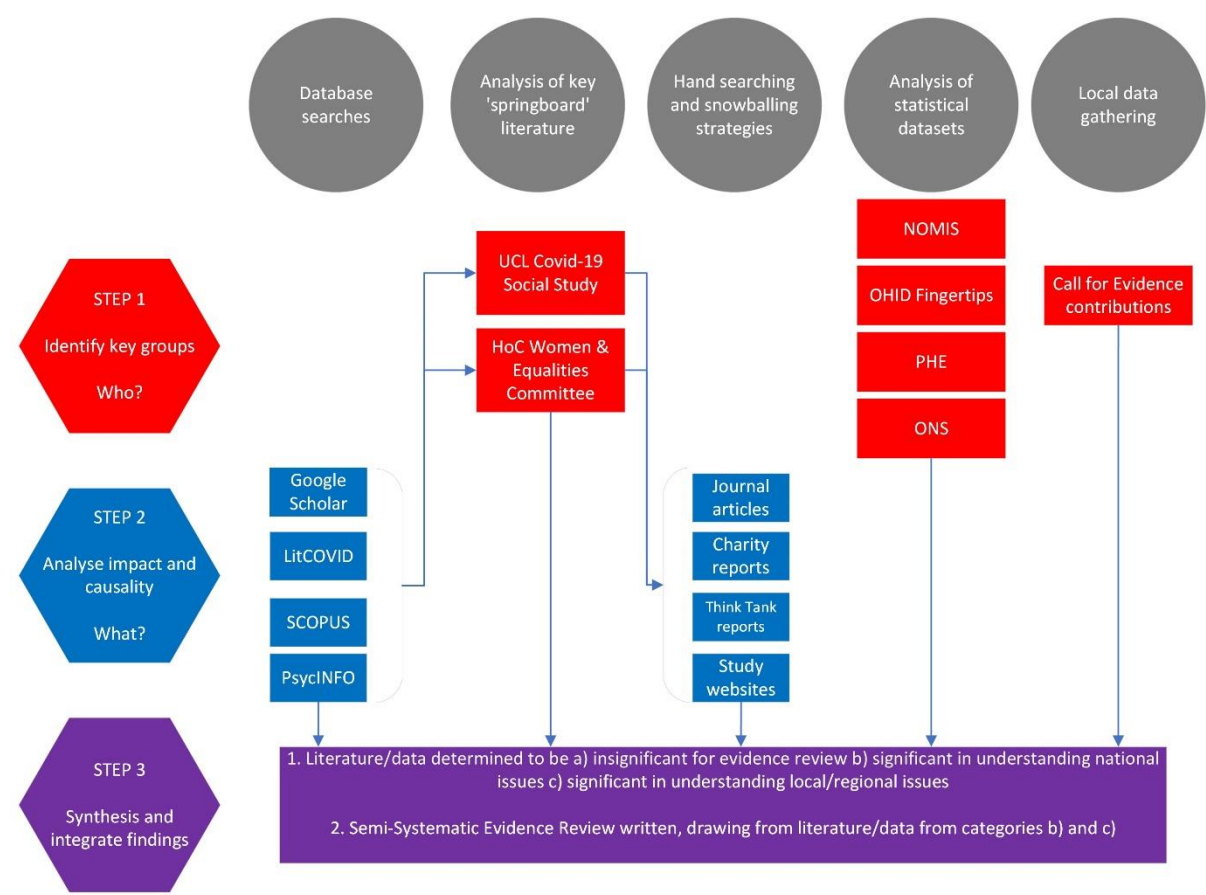 Database
searches
Analysis of key
'springboard'
literature
Hand searching
and snowballing
strategies
Analysis of
statistical
datasets
Local data
gathering
STEP 1
Identify key groups
Who?
UCL Covid-19
Social Study
HoC Women &
Equalities
Committee
NOMIS
OHID Fingertips
PHE
ONS
Call for Evidence
contributions
STEP 2
Analyse impact and
causality
What?
Google
Scholar
LitCOVID
SCOPUS
PsycINFO
Journal
articles
Charity
reports
Think Tank
reports
Study
websites
STEP 3
Synthesis and
integrate findings
1. Literature/data determined to be a) insignificant for evidence review b) significant in understanding national
issues c) significant in understanding local/regional issues
2. Semi-Systematic Evidence Review written, drawing from literature/data from categories b) and c)